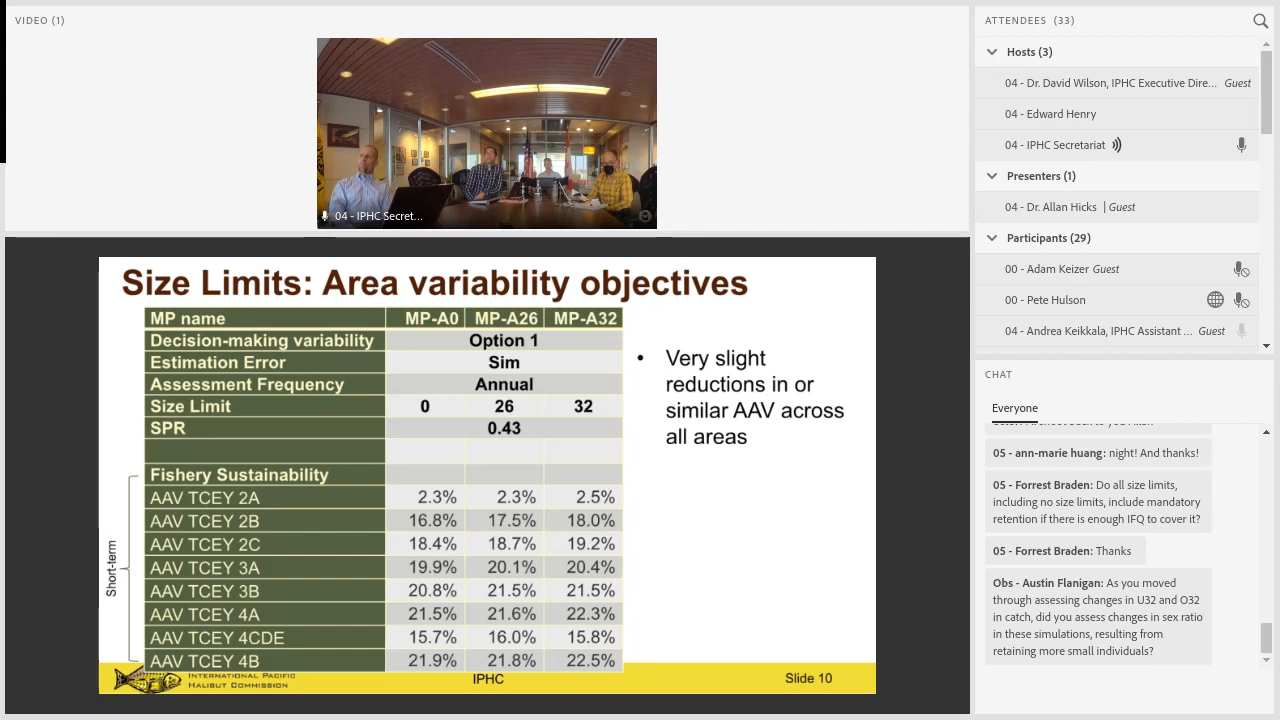 VIDEO (1)
04 - IPHC Secret...
Size Limits: Area variability objectives
MP name MP-A0 MP-A26 MP-A32
Decision-making variability Option 1
Estimation Error Sim
Assessment Frequency Annual
Size Limit 0 26 32
SPR 0.43
Fishery Sustainability
AAV TCEY 2A 2.3% 2.3% 2.5%
AAV TCEY 2B 16.8% 17.5% 18.0%
AAV TCEY 2C 18.4% 18.7% 19.2%
AAV TCEY 3A 19.9% 20.1% 20.4%
AAV TCEY 3B 20.8% 21.5% 21.5%
AAV TCEY 4A 21.5% 21.6% 22.3%
AAV TCEY 4CDE 15.7% 16.0% 15.8%
AAV TCEY 4B 21.9% 21.8% 22.5%
Short-term
• Very slight
reductions in or
similar AAV across
all areas
INTERNATIONAL PACIFIC
HALIBUT COMMISSION
IPHC
Slide 10
ATTENDEES (33)
Hosts (3)
04 - Dr. David Wilson, IPHC Executive Dire... Guest
04 - Edward Henry
04 - IPHC Secretariat
Presenters (1)
04 - Dr. Allan Hicks | Guest
Participants (29)
00 - Adam Keizer Guest
00 - Pete Hulson
04 - Andrea Keikkala, IPHC Assistant ... Guest
CHAT
Everyone
05 - ann-marie huang: night! And thanks!
05 - Forrest Braden: Do all size limits,
including no size limits, include mandatory
retention if there is enough IFQ to cover it?
05 - Forrest Braden: Thanks
Obs - Austin Flanigan: As you moved
through assessing changes in U32 and O32
in catch, did you assess changes in sex ratio
in these simulations, resulting from
retaining more small individuals?